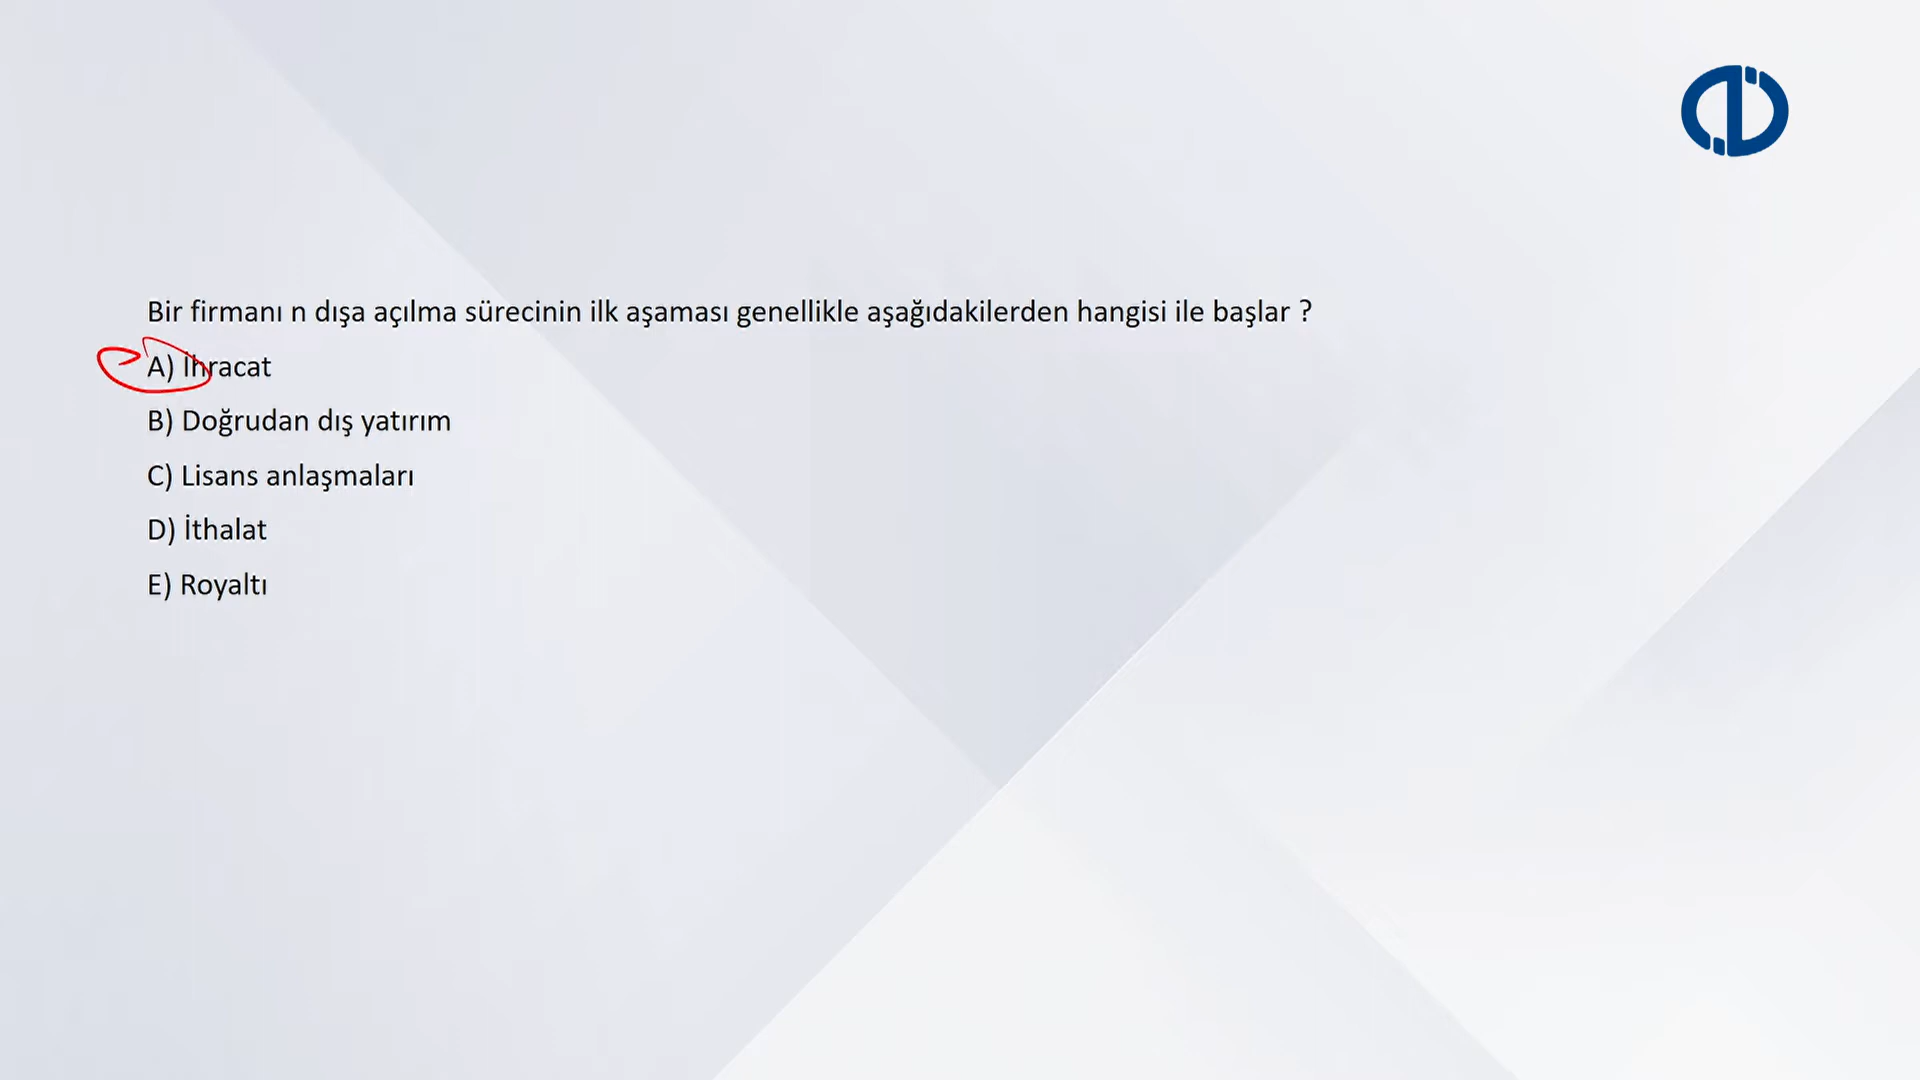 Bir firmanı n dışa açılma sürecinin ilk aşaması genellikle aşağıdakilerden hangisi ile başlar ?
A) İhracat
B) Doğrudan dış yatırım
C) Lisans anlaşmaları
D) İthalat
E) Royaltı